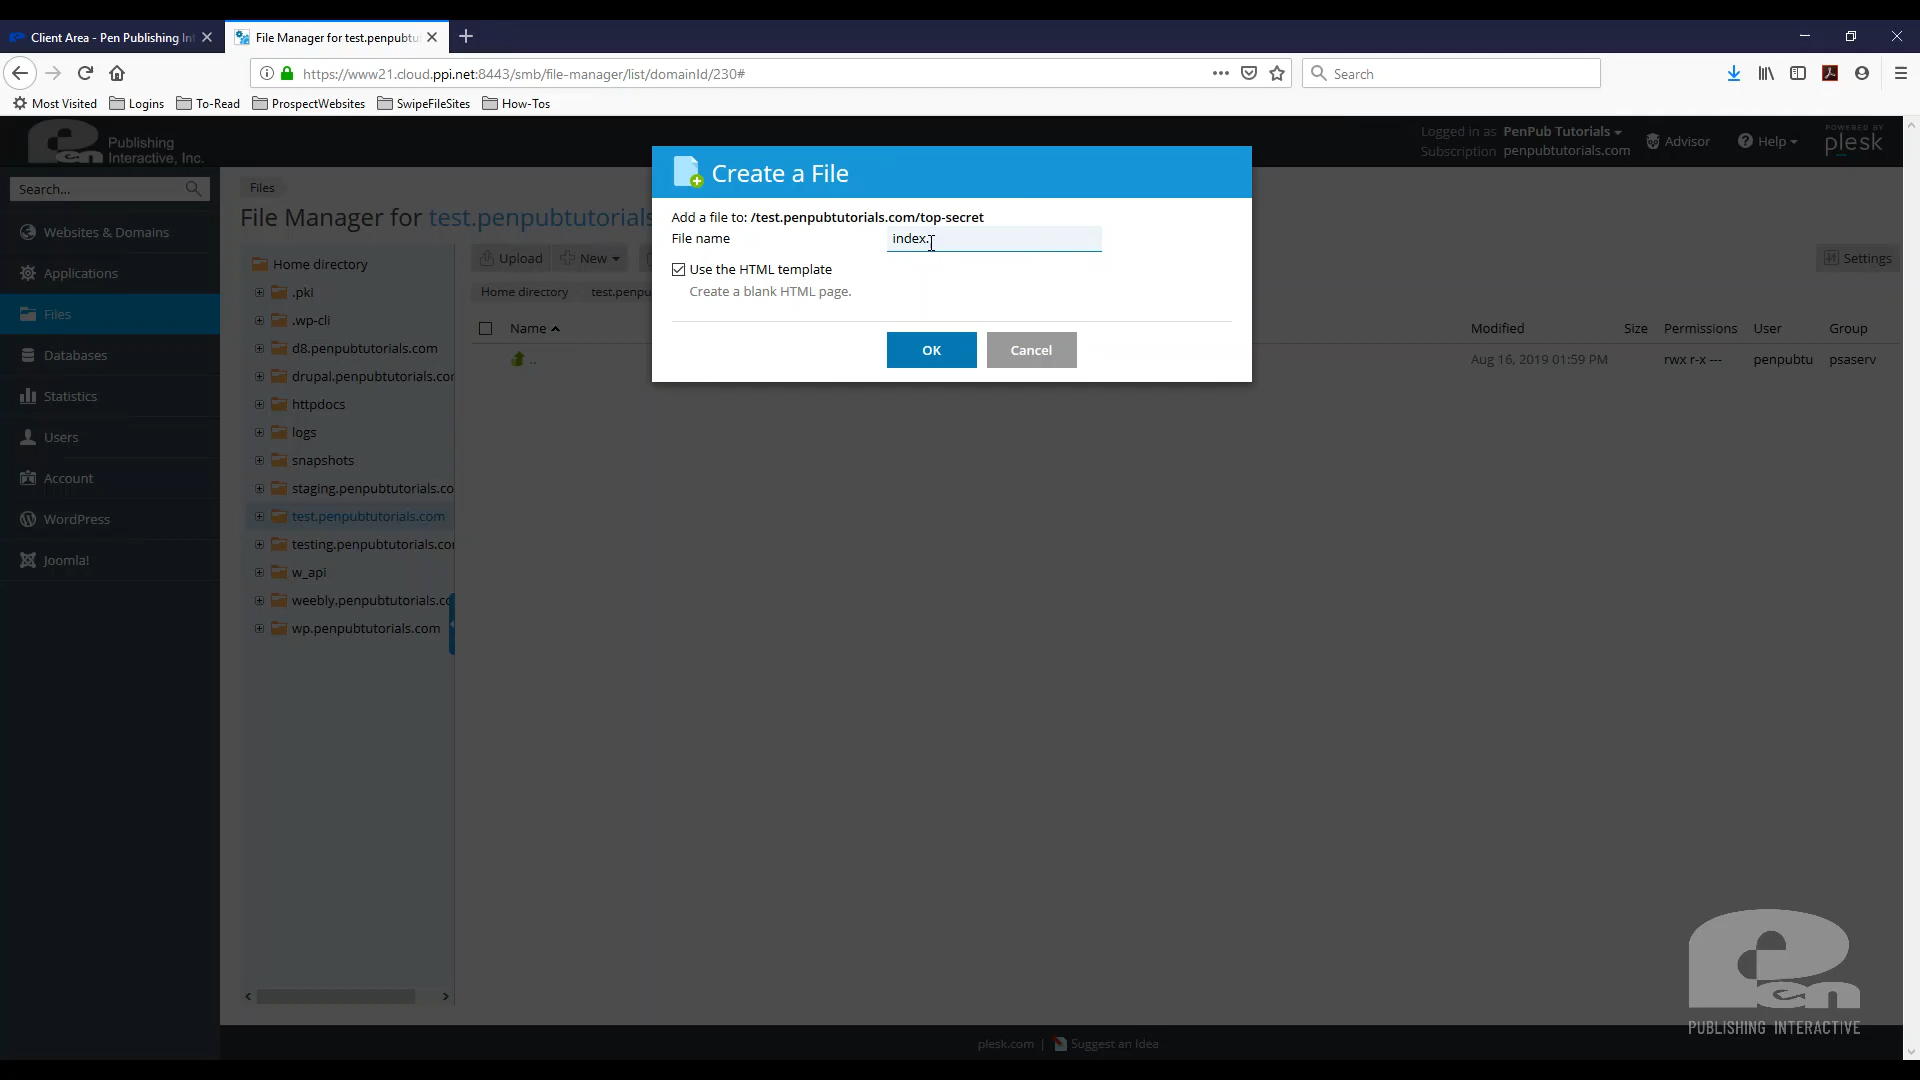 Client Area - Pen Publishing In
File Manager for test.penpubtu
https://www21.cloud.ppi.net:8443/smb/file-manager/list/domainId/230#
Search
Most Visited
Logins
To-Read
ProspectWebsites
SwipeFileSites
How-Tos
Pen Publishing
Interactive, Inc.
Logged in as PenPub Tutorials
Subscription penpubtutorials.com
Advisor
Help
POWERED BY
plesk
Search...
Websites & Domains
Applications
Files
Databases
Statistics
Users
Account
WordPress
Joomla!
Files
File Manager for test.penpubtutorials
Home directory
.pki
.wp-cli
d8.penpubtutorials.com
drupal.penpubtutorials.com
httpdocs
logs
snapshots
staging.penpubtutorials.co
test.penpubtutorials.com
testing.penpubtutorials.com
w_api
weebly.penpubtutorials.co
wp.penpubtutorials.com
Upload
New
Settings
Home directory
test.penpu
Name
Modified
Size
Permissions
User
Group
..
Aug 16, 2019 01:59 PM
rwx r-x ---
penpubtu
psaserv
Create a File
Add a file to: /test.penpubtutorials.com/top-secret
File name
index.
Use the HTML template
Create a blank HTML page.
OK
Cancel
plesk.com |
Suggest an Idea
Pen
PUBLISHING INTERACTIVE